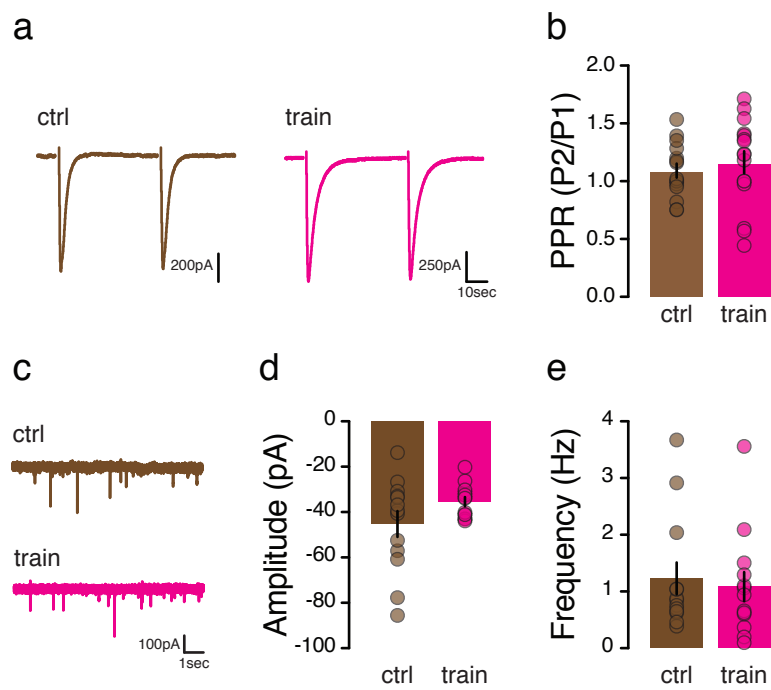 a
ctrl
train
200pA
250pA
10sec
b
PPR (P2/P1)
2.0
1.5
1.0
0.5
0.0
ctrl
train
c
ctrl
train
100pA
1sec
d
Amplitude (pA)
0
-20
-40
-60
-80
-100
ctrl
train
e
Frequency (Hz)
4
3
2
1
0
ctrl
train